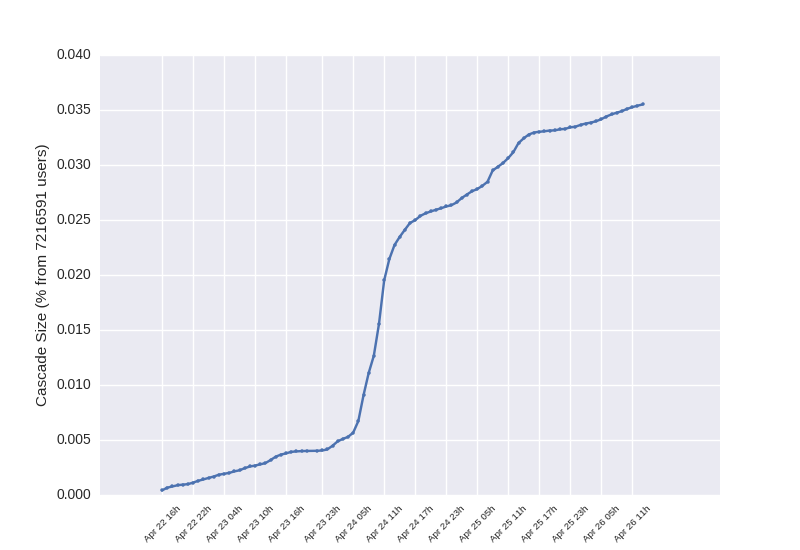 Cascade Size (% from 7216591 users)
0.040
0.035
0.030
0.025
0.020
0.015
0.010
0.005
0.000
Apr 22 16h
Apr 22 22h
Apr 23 04h
Apr 23 10h
Apr 23 16h
Apr 23 23h
Apr 24 05h
Apr 24 11h
Apr 24 17h
Apr 24 23h
Apr 25 05h
Apr 25 11h
Apr 25 17h
Apr 25 23h
Apr 26 05h
Apr 26 11h